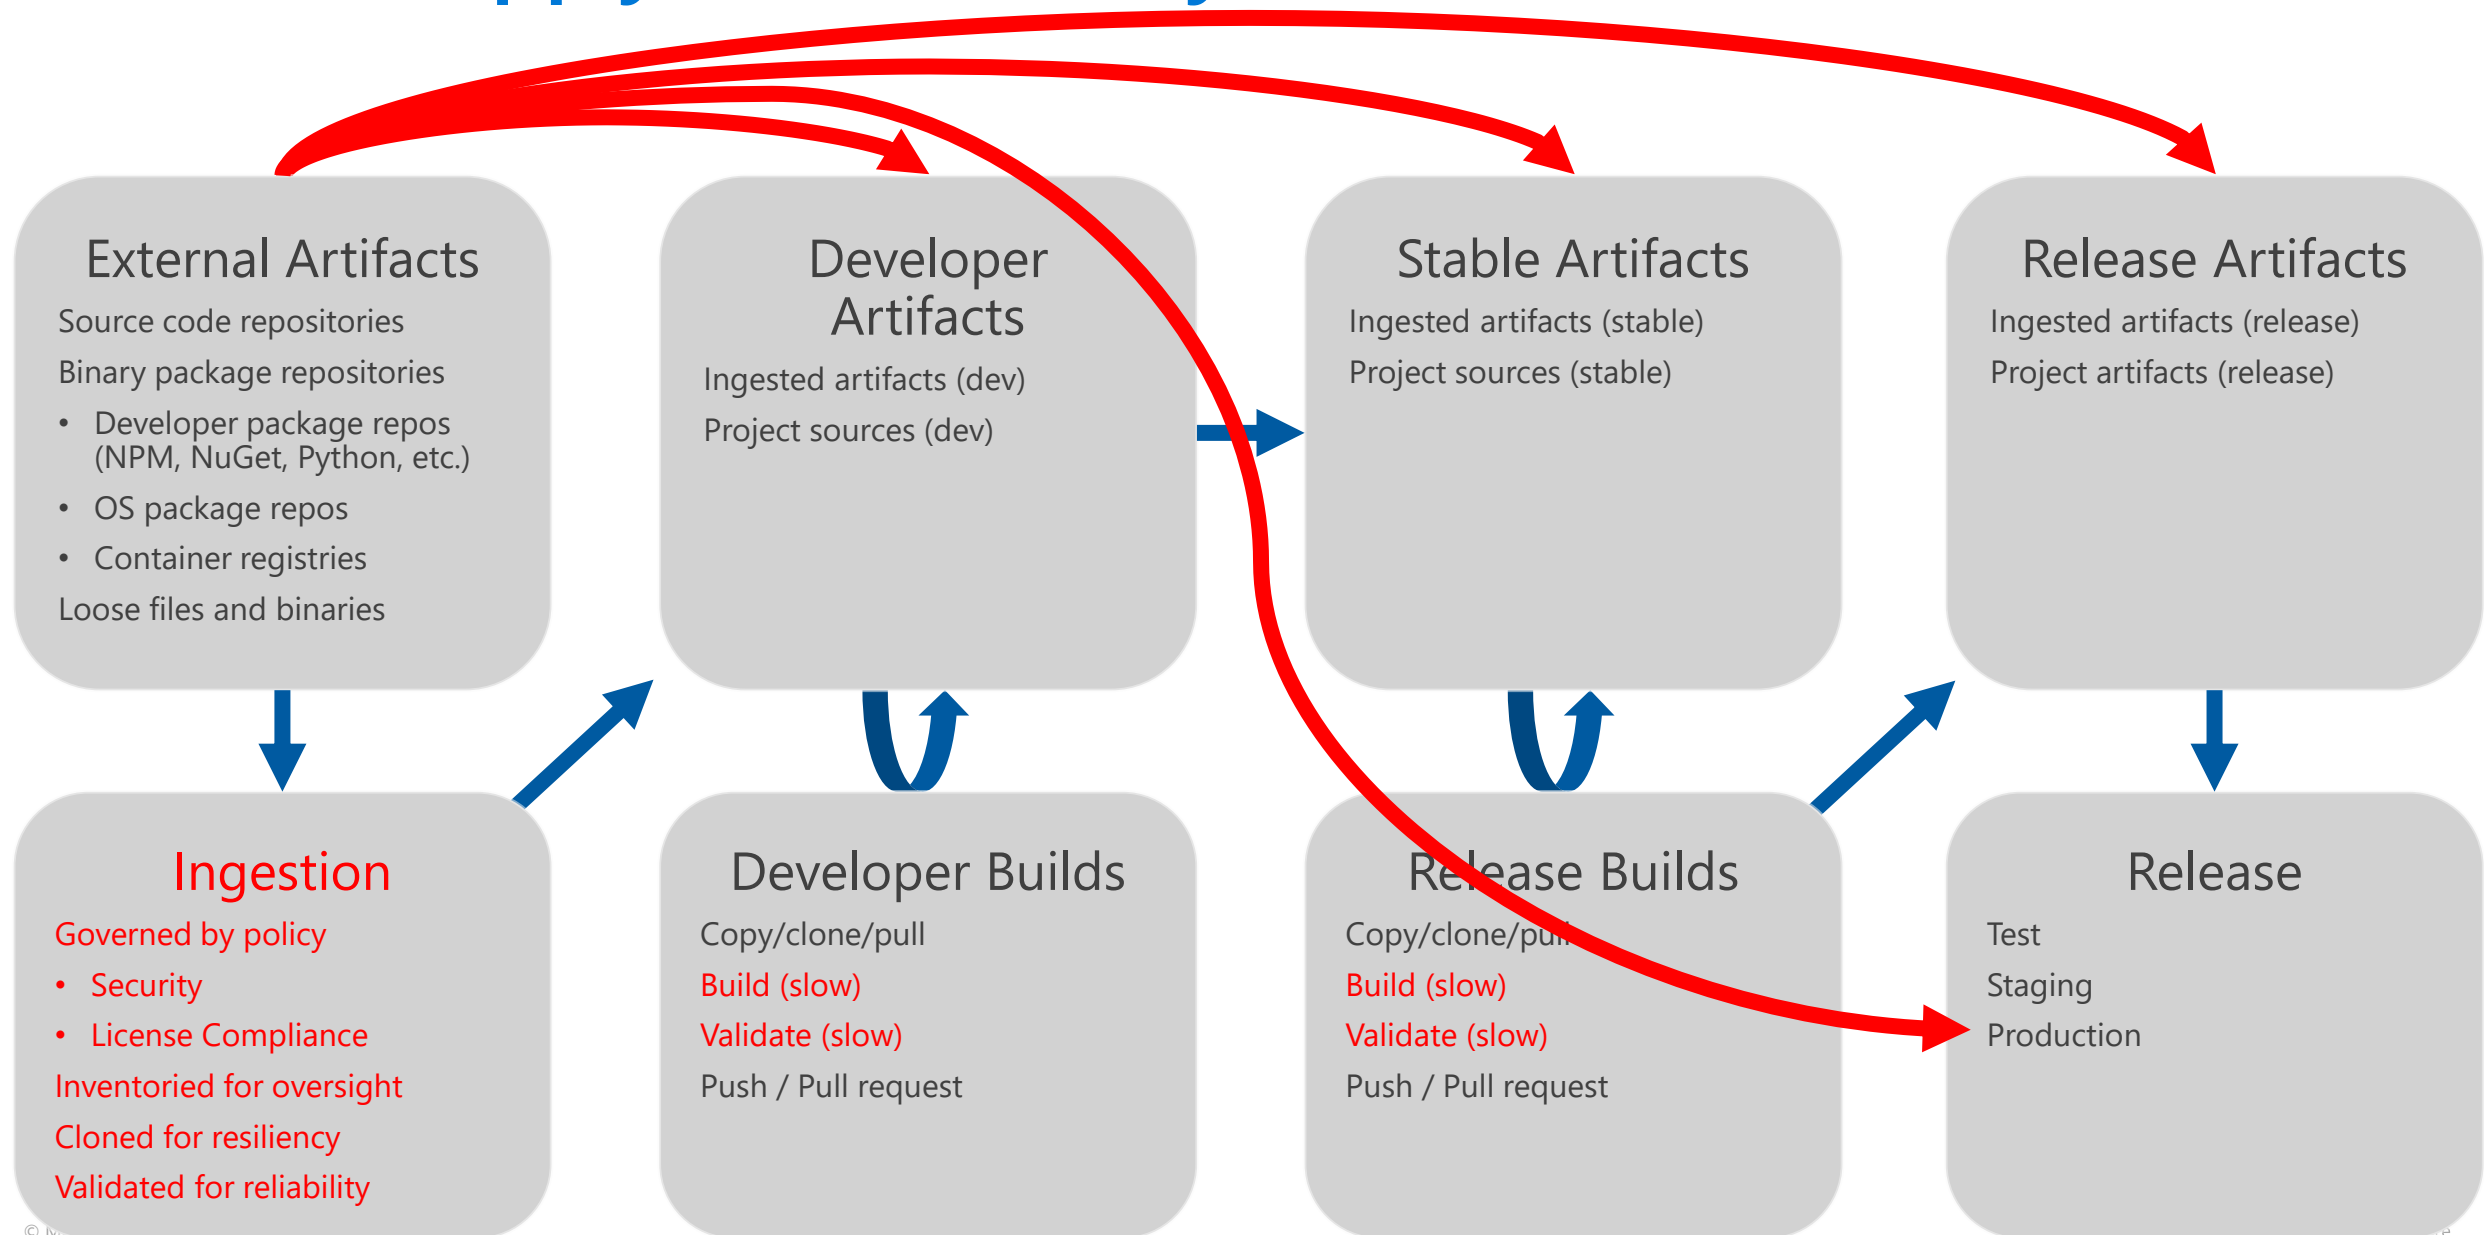 External Artifacts
Source code repositories
Binary package repositories
• Developer package repos
(NPM, NuGet, Python, etc.)
• OS package repos
• Container registries
Loose files and binaries
Developer
Artifacts
Ingested artifacts (dev)
Project sources (dev)
Stable Artifacts
Ingested artifacts (stable)
Project sources (stable)
Release Artifacts
Ingested artifacts (release)
Project artifacts (release)
Ingestion
Governed by policy
• Security
• License Compliance
Inventoried for oversight
Cloned for resiliency
Validated for reliability
Developer Builds
Copy/clone/pull
Build (slow)
Validate (slow)
Push / Pull request
Release Builds
Copy/clone/pull
Build (slow)
Validate (slow)
Push / Pull request
Release
Test
Staging
Production